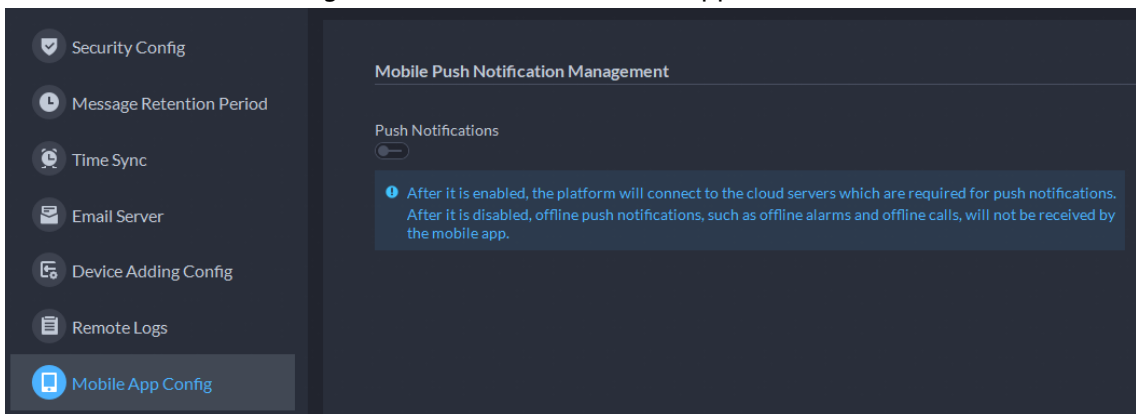 Security Config
Message Retention Period
Time Sync
Email Server
Device Adding Config
Remote Logs
Mobile App Config
Mobile Push Notification Management
Push Notifications
After it is enabled, the platform will connect to the cloud servers which are required for push notifications.
After it is disabled, offline push notifications, such as offline alarms and offline calls, will not be received by
the mobile app.